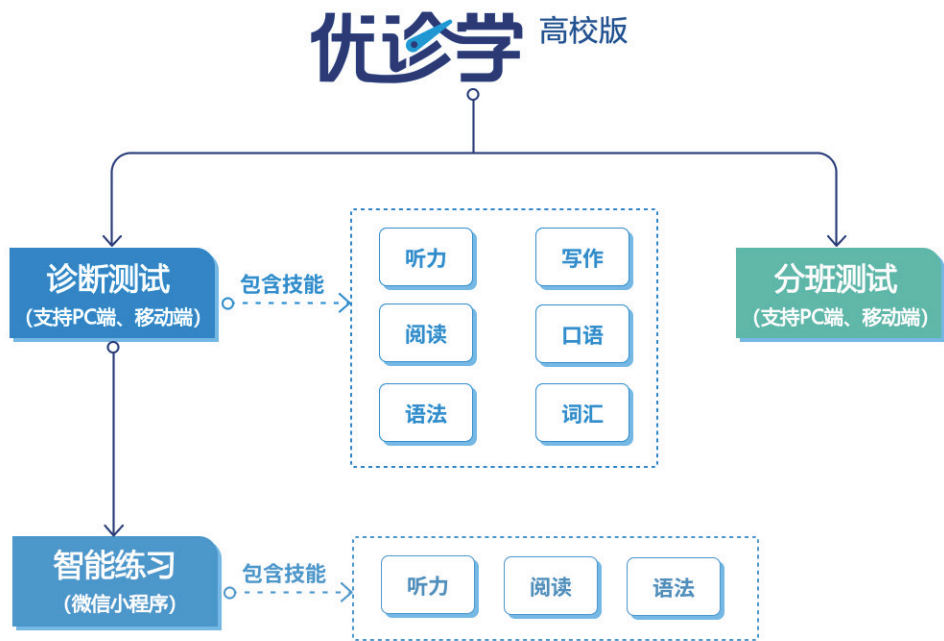 优诊学 高校版
诊断测试
（支持PC端、移动端）
包含技能
听力
写作
阅读
口语
语法
词汇
分班测试
（支持PC端、移动端）
智能练习
（微信小程序）
包含技能
听力
阅读
语法